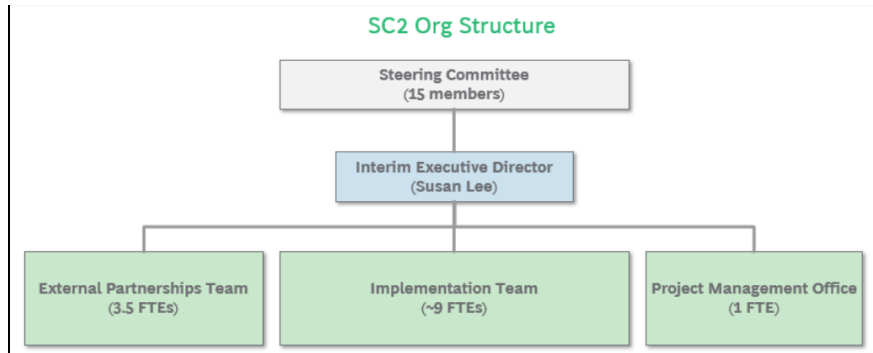 SC2 Org Structure
Steering Committee
(15 members)
Interim Executive Director
(Susan Lee)
External Partnerships Team
(3.5 FTEs)
Implementation Team
(~9 FTEs)
Project Management Office
(1 FTE)